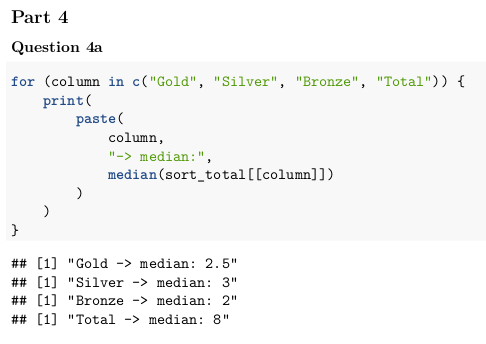 Part 4
Question 4a
for (column in c("Gold", "Silver", "Bronze", "Total")) {
    print(
        paste(
            column,
            "-> median:",
            median(sort_total[[column]])
        )
    )
}
## [1] "Gold -> median: 2.5"
## [1] "Silver -> median: 3"
## [1] "Bronze -> median: 2"
## [1] "Total -> median: 8"